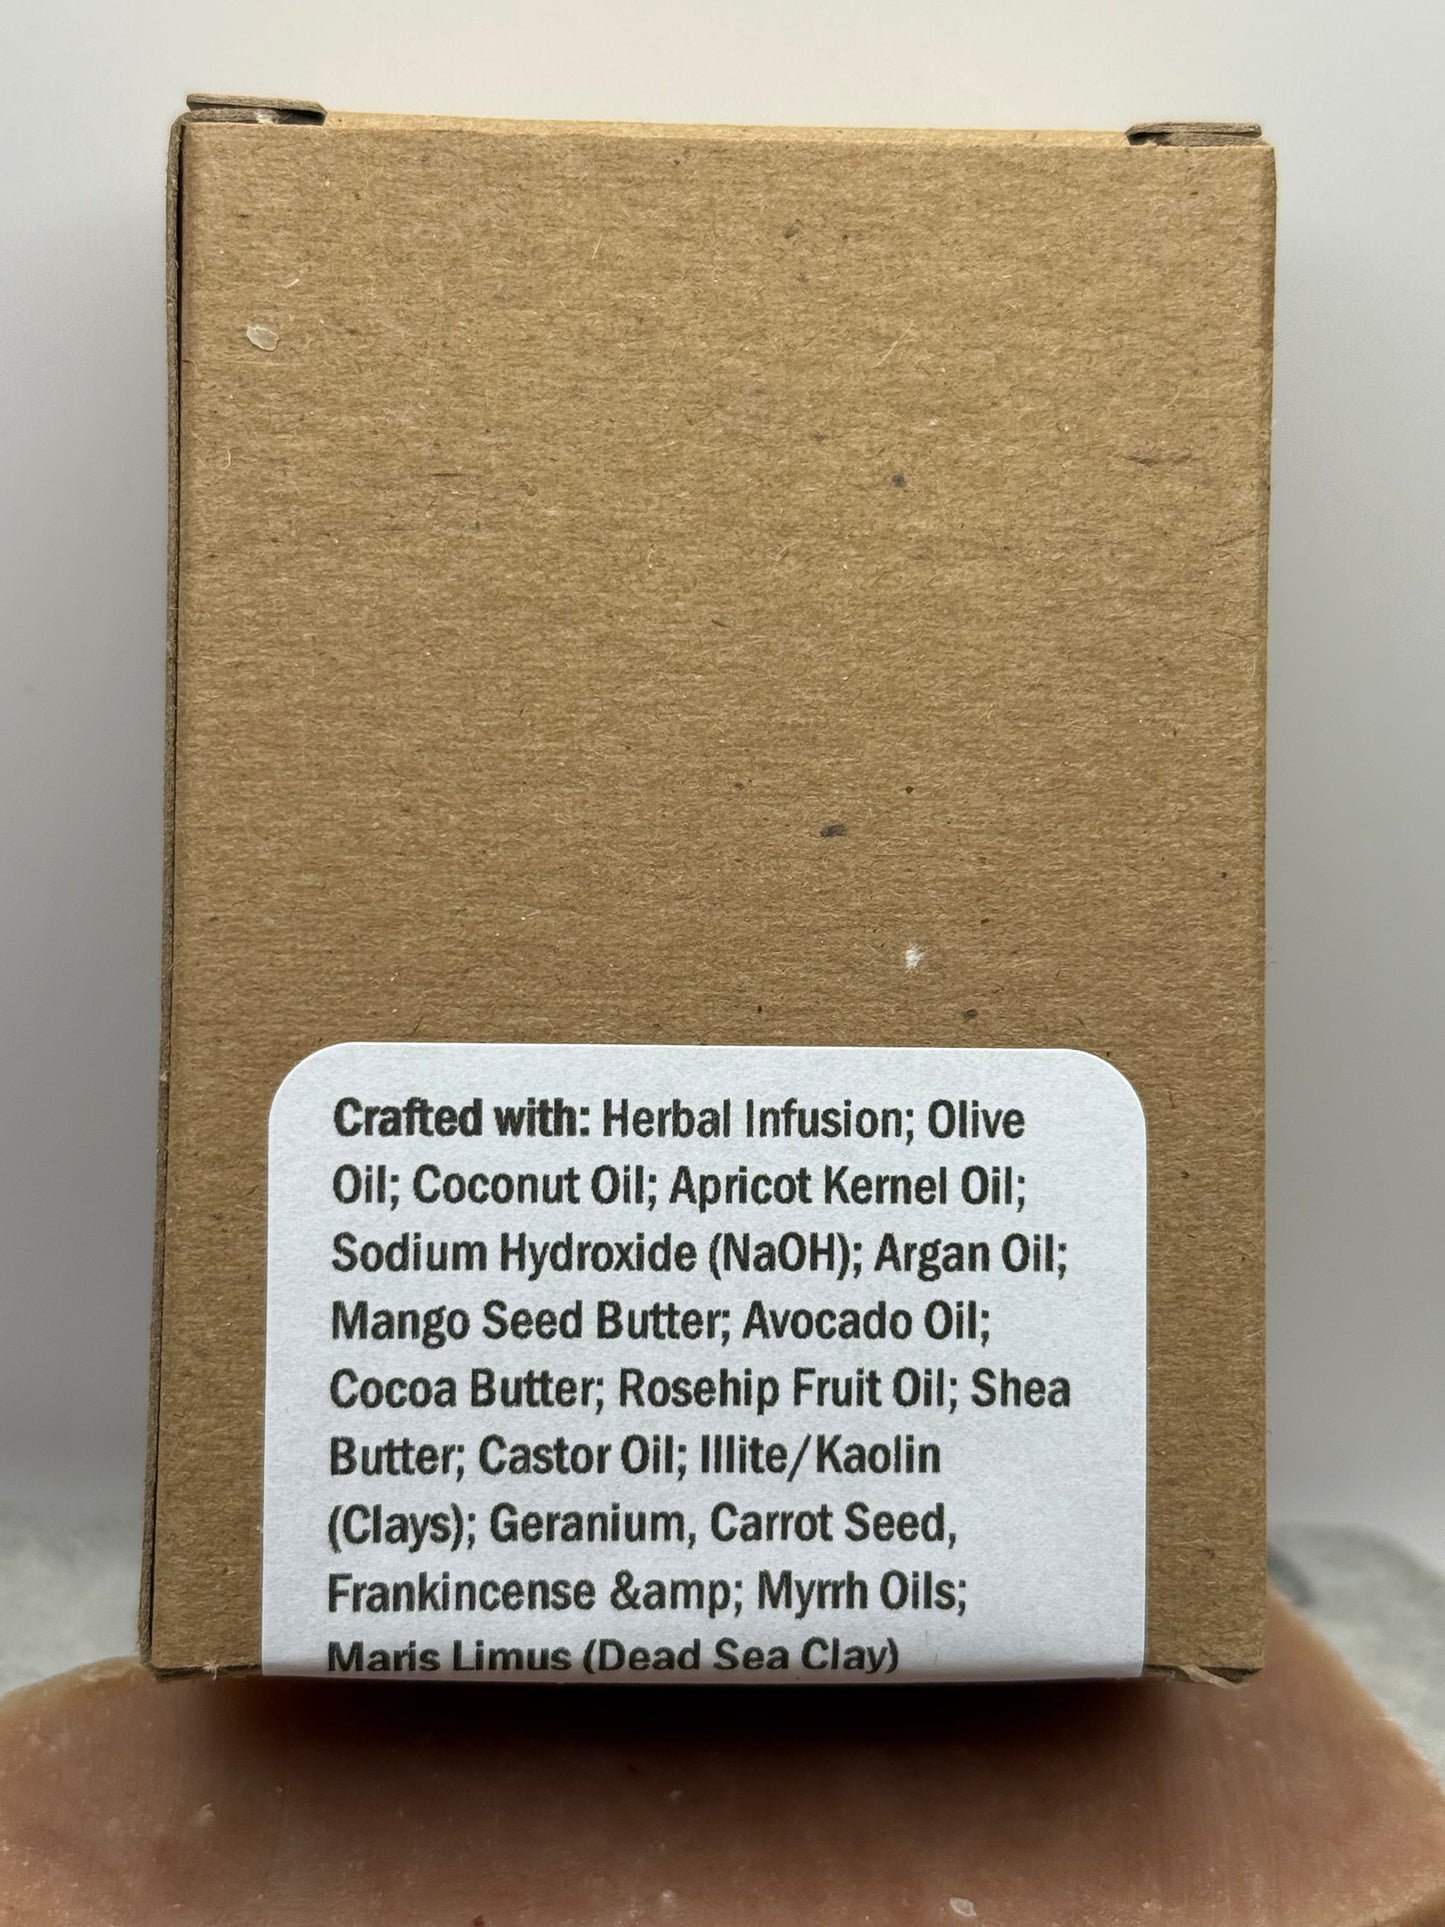 Crafted with: Herbal Infusion; Olive
Oil; Coconut Oil; Apricot Kernel Oil;
Sodium Hydroxide (NaOH); Argan Oil;
Mango Seed Butter; Avocado Oil;
Cocoa Butter; Rosehip Fruit Oil; Shea
Butter; Castor Oil; Illite/Kaolin
(Clays); Geranium, Carrot Seed,
Frankincense &amp; Myrrh Oils;
Maris Limus (Dead Sea Clay)